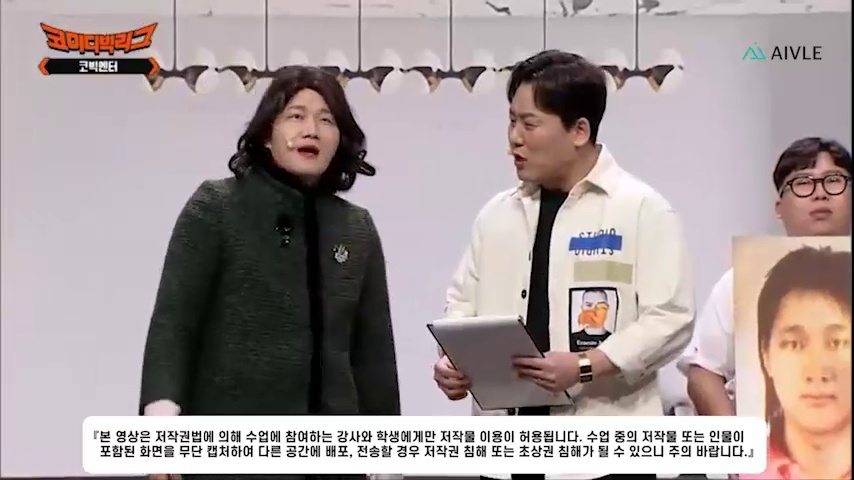 코미디빅리그
코빅엔터
AIVLE
STUDIO
『본 영상은 저작권법에 의해 수업에 참여하는 강사와 학생에게만 저작물 이용이 허용됩니다. 수업 중의 저작물 또는 인물이
포함된 화면을 무단 캡처하여 다른 공간에 배포, 전송할 경우 저작권 침해 또는 초상권 침해가 될 수 있으니 주의 바랍니다.』